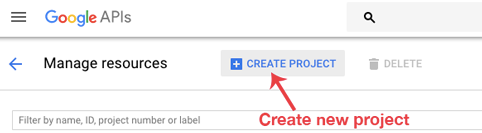 Google APIs
Manage resources CREATE PROJECT DELETE
Create new project
Filter by name, ID, project number or label